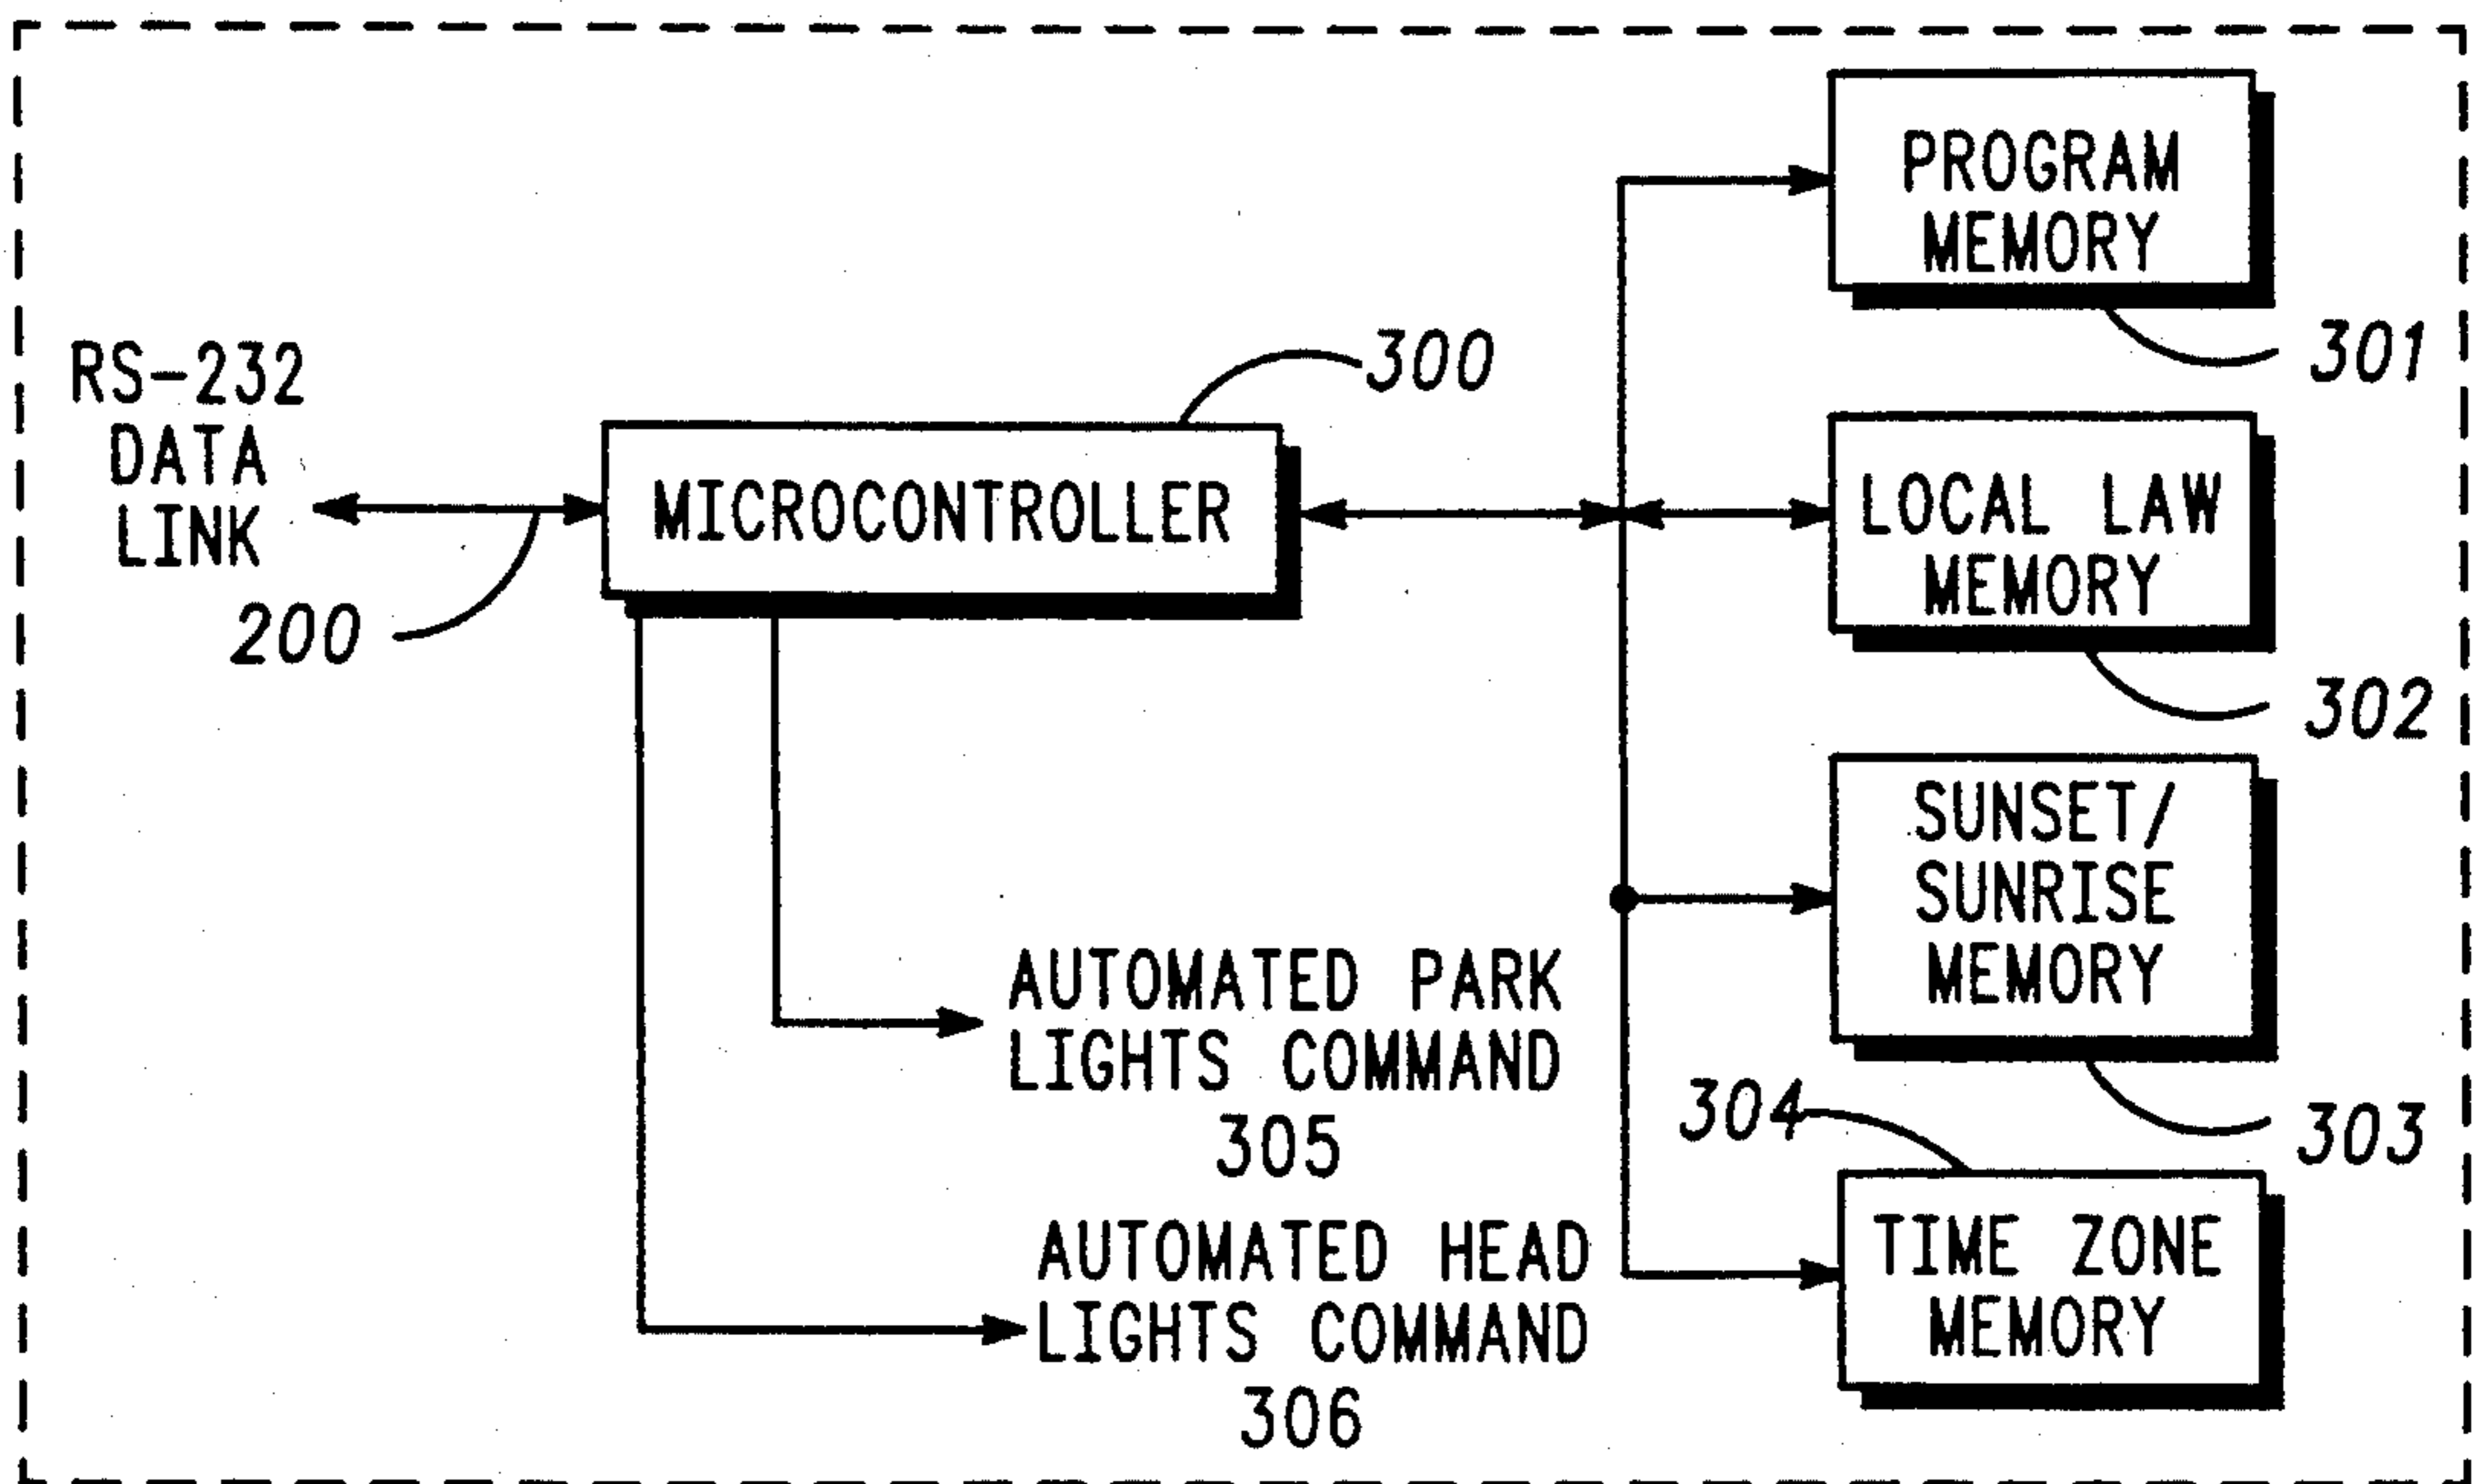 RS-232
DATA
LINK
200
MICROCONTROLLER
300
PROGRAM
MEMORY
301
LOCAL LAW
MEMORY
302
SUNSET/
SUNRISE
MEMORY
303
304
TIME ZONE
MEMORY
AUTOMATED PARK
LIGHTS COMMAND
305
AUTOMATED HEAD
LIGHTS COMMAND
306